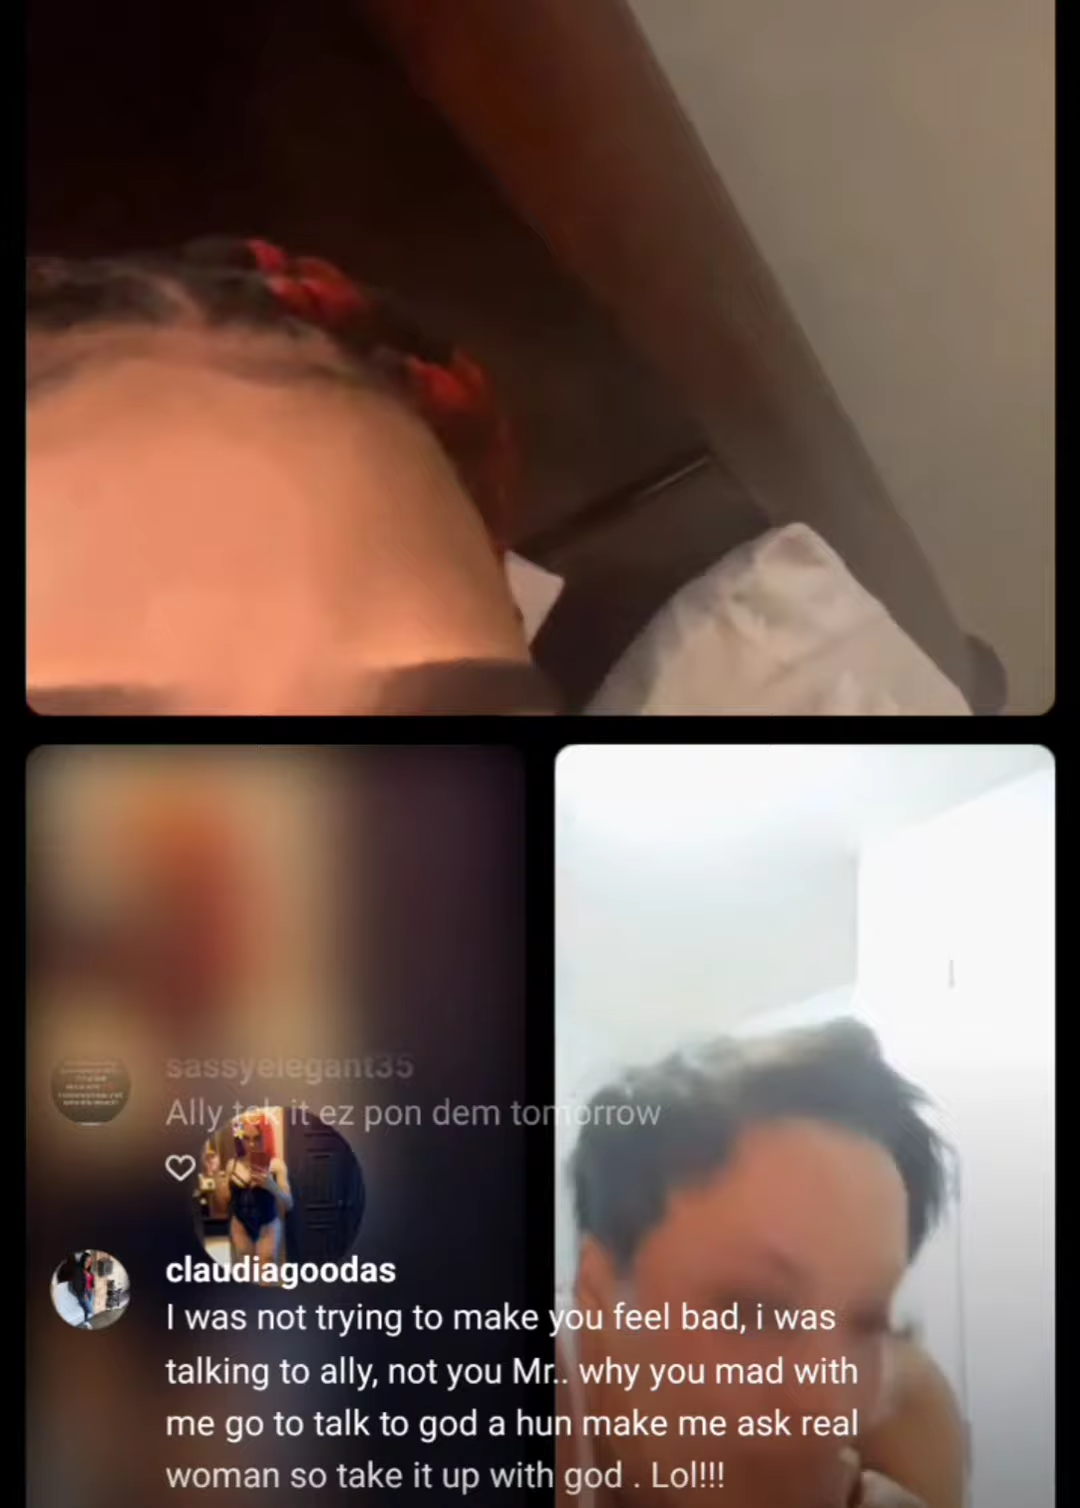 sassyelegant35
Ally tek it ez pon dem tomorrow
claudiagoodas
I was not trying to make you feel bad, i was
talking to ally, not you Mr.. why you mad with
me go to talk to god a hun make me ask real
woman so take it up with god . Lol!!!